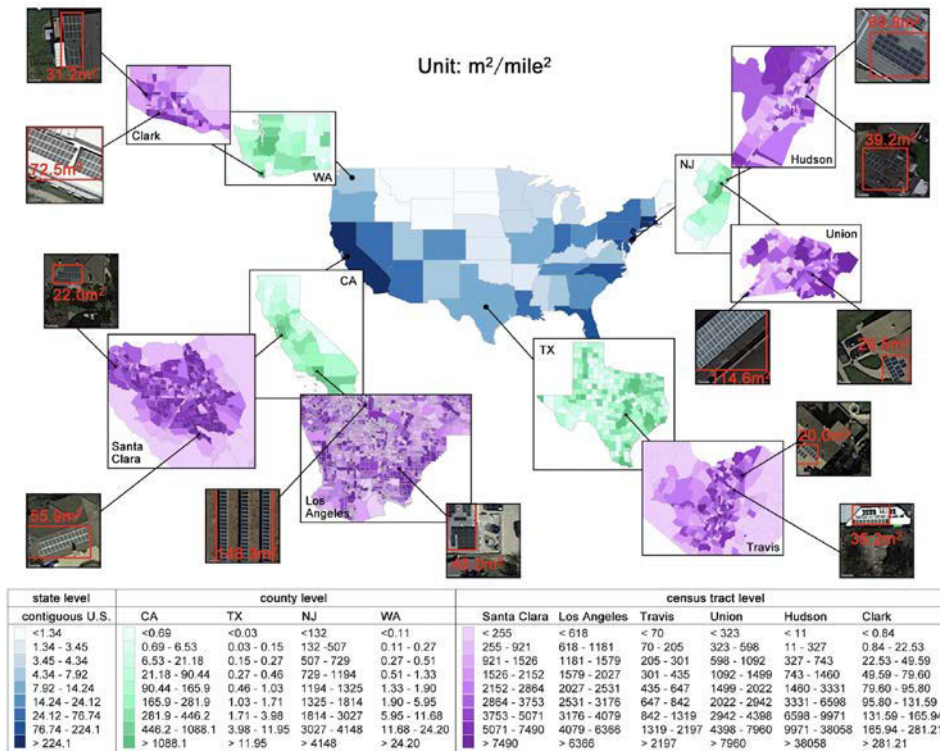 Unit: m²/mile²
31.2m²
Clark
72.5m²
WA
NJ
Hudson
39.2m²
Union
114.6m²
CA
22.0m²
Santa
Clara
55.9m²
Los
Angeles
TX
Travis
20.0m²
35.2m²
state level county level census tract level
contiguous U.S. CA TX NJ WA Santa Clara Los Angeles Travis Union Hudson Clark
<1.34 <0.69 <0.03 <132 <0.11 < 255 < 618 < 70 < 323 < 11 < 0.84
1.34 - 3.45 0.69 - 6.53 0.03 - 0.15 132 -507 0.11 - 0.27 255 - 921 618 - 1181 70 - 205 323 - 598 11 - 327 0.84 - 22.53
3.45 - 4.34 6.53 - 21.18 0.15 - 0.27 507 - 729 0.27 - 0.51 921 - 1526 1181 - 1579 205 - 301 598 - 1092 327 - 743 22.53 - 49.59
4.34 - 7.92 21.18 - 90.44 0.27 - 0.46 729 - 1194 0.51 - 1.33 1526 - 2152 1579 - 2027 301 - 435 1092 - 1499 743 - 1460 49.59 - 79.60
7.92 - 14.24 90.44 - 165.9 0.46 - 1.03 1194 - 1325 1.33 - 1.90 2152 - 2864 2027 - 2531 435 - 647 1499 - 2022 1460 - 3331 79.60 - 95.80
14.24 - 24.12 165.9 - 281.9 1.03 - 1.71 1325 - 1814 1.90 - 5.95 2864 - 3753 2531 - 3176 647 - 842 2022 - 2942 3331 - 6598 95.80 - 131.59
24.12 - 76.74 281.9 - 446.2 1.71 - 3.98 1814 - 3027 5.95 - 11.68 3753 - 5071 3176 - 4079 842 - 1319 2942 - 4398 6598 - 9971 131.59 - 165.94
76.74 - 224.1 446.2 - 1088.1 3.98 - 11.95 3027 - 4148 11.68 - 24.20 5071 - 7490 4079 - 6366 1319 - 2197 4398 - 7960 9971 - 38058 165.94 - 281.21
> 224.1 > 1088.1 > 11.95 > 4148 > 24.20 > 7490 > 6366 > 2197 > 7960 > 38058 > 281.21